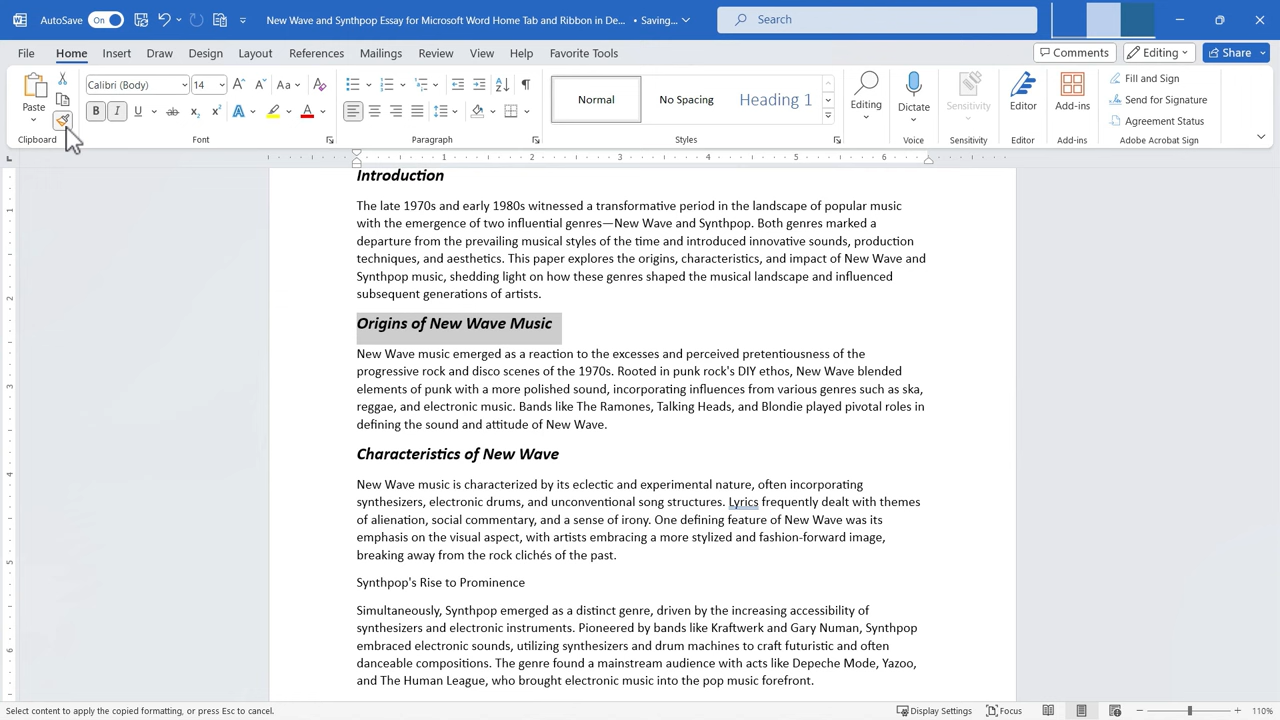 AutoSave On New Wave and Synthpop Essay for Microsoft Word Home Tab and Ribbon in De... • Saving... Search
File Home Insert Draw Design Layout References Mailings Review View Help Favorite Tools Comments Editing Share
Calibri (Body) 14 Aa Normal No Spacing Heading 1 Fill and Sign
Paste Editing Dictate Sensitivity Editor Add-ins Send for Signature
B I U ab x₂ x² A A Agreement Status
Clipboard Font Paragraph Styles Voice Sensitivity Editor Add-ins Adobe Acrobat Sign
1 2 3 4 5 6
Introduction
The late 1970s and early 1980s witnessed a transformative period in the landscape of popular music
with the emergence of two influential genres—New Wave and Synthpop. Both genres marked a
departure from the prevailing musical styles of the time and introduced innovative sounds, production
techniques, and aesthetics. This paper explores the origins, characteristics, and impact of New Wave and
Synthpop music, shedding light on how these genres shaped the musical landscape and influenced
subsequent generations of artists.
Origins of New Wave Music
New Wave music emerged as a reaction to the excesses and perceived pretentiousness of the
progressive rock and disco scenes of the 1970s. Rooted in punk rock's DIY ethos, New Wave blended
elements of punk with a more polished sound, incorporating influences from various genres such as ska,
reggae, and electronic music. Bands like The Ramones, Talking Heads, and Blondie played pivotal roles in
defining the sound and attitude of New Wave.
Characteristics of New Wave
New Wave music is characterized by its eclectic and experimental nature, often incorporating
synthesizers, electronic drums, and unconventional song structures. Lyrics frequently dealt with themes
of alienation, social commentary, and a sense of irony. One defining feature of New Wave was its
emphasis on the visual aspect, with artists embracing a more stylized and fashion-forward image,
breaking away from the rock clichés of the past.
Synthpop's Rise to Prominence
Simultaneously, Synthpop emerged as a distinct genre, driven by the increasing accessibility of
synthesizers and electronic instruments. Pioneered by bands like Kraftwerk and Gary Numan, Synthpop
embraced electronic sounds, utilizing synthesizers and drum machines to craft futuristic and often
danceable compositions. The genre found a mainstream audience with acts like Depeche Mode, Yazoo,
and The Human League, who brought electronic music into the pop music forefront.
Select content to apply the copied formatting, or press Esc to cancel. Display Settings Focus 110%